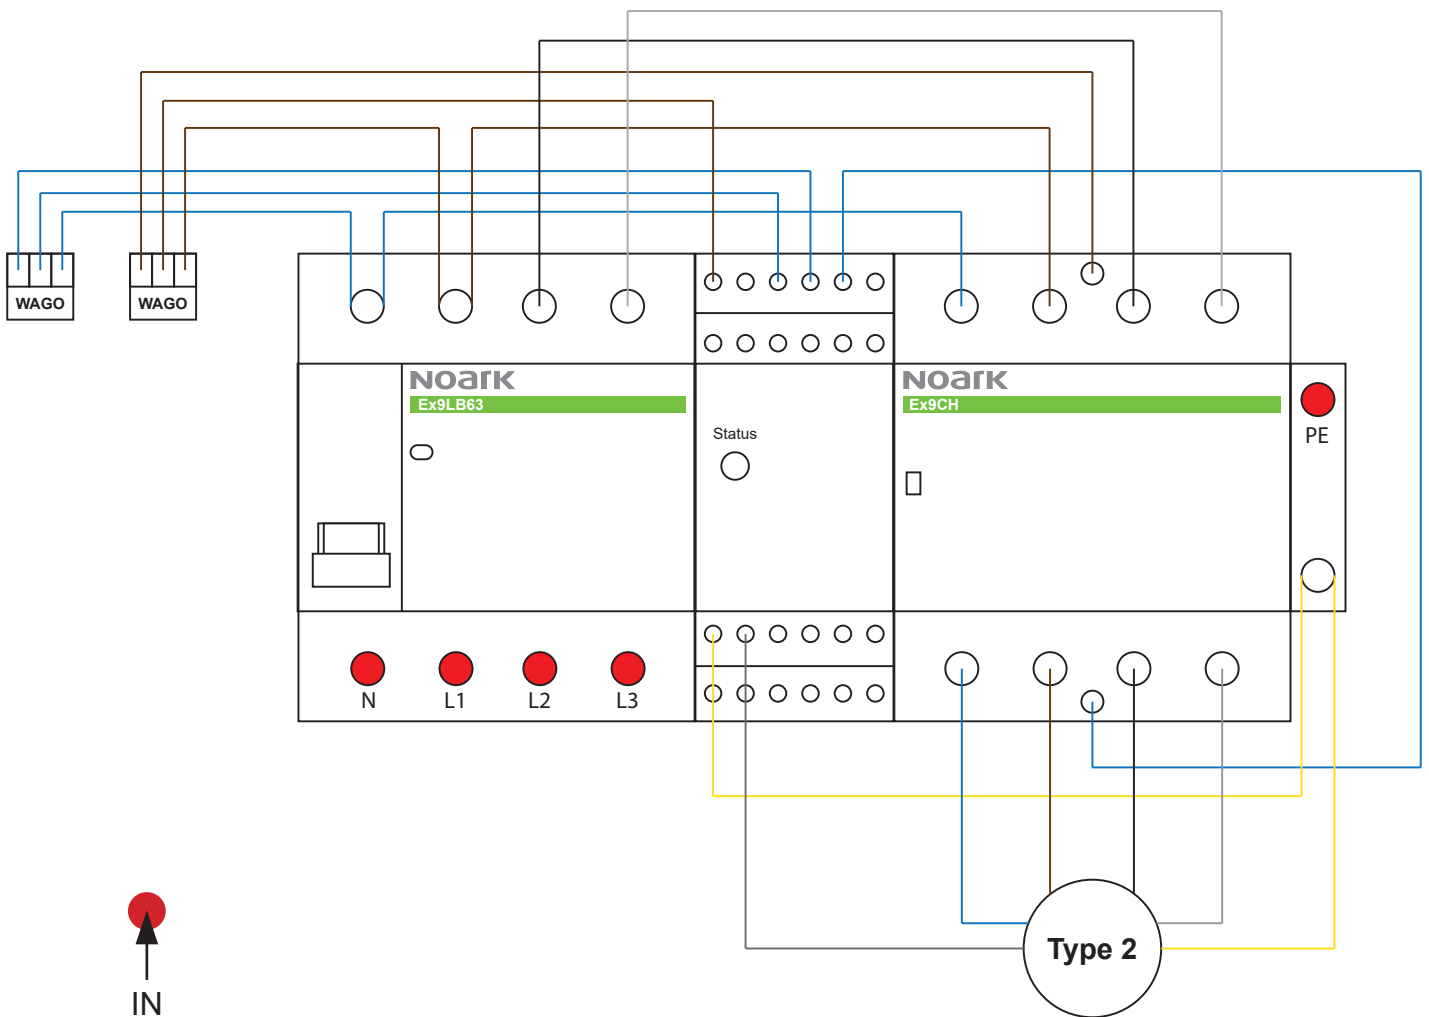 WAGO
WAGO
NOARK
Ex9LB63
NOARK
Ex9CH
Status
PE
N
L1
L2
L3
Type 2
IN